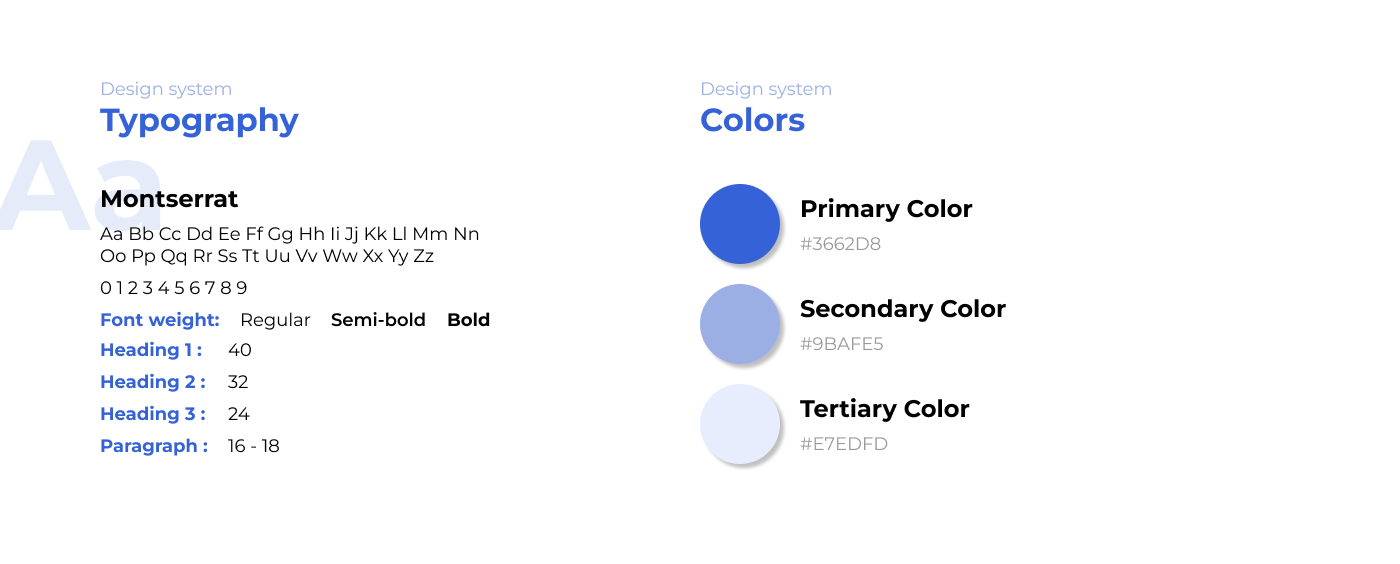 Design system
Typography
Aa
Montserrat
Aa Bb Cc Dd Ee Ff Gg Hh Ii Jj Kk Ll Mm Nn
Oo Pp Qq Rr Ss Tt Uu Vv Ww Xx Yy Zz
0 1 2 3 4 5 6 7 8 9
Font weight: Regular Semi-bold Bold
Heading 1 : 40
Heading 2 : 32
Heading 3 : 24
Paragraph : 16 - 18
Design system
Colors
Primary Color
#3662D8
Secondary Color
#9BAFE5
Tertiary Color
#E7EDFD